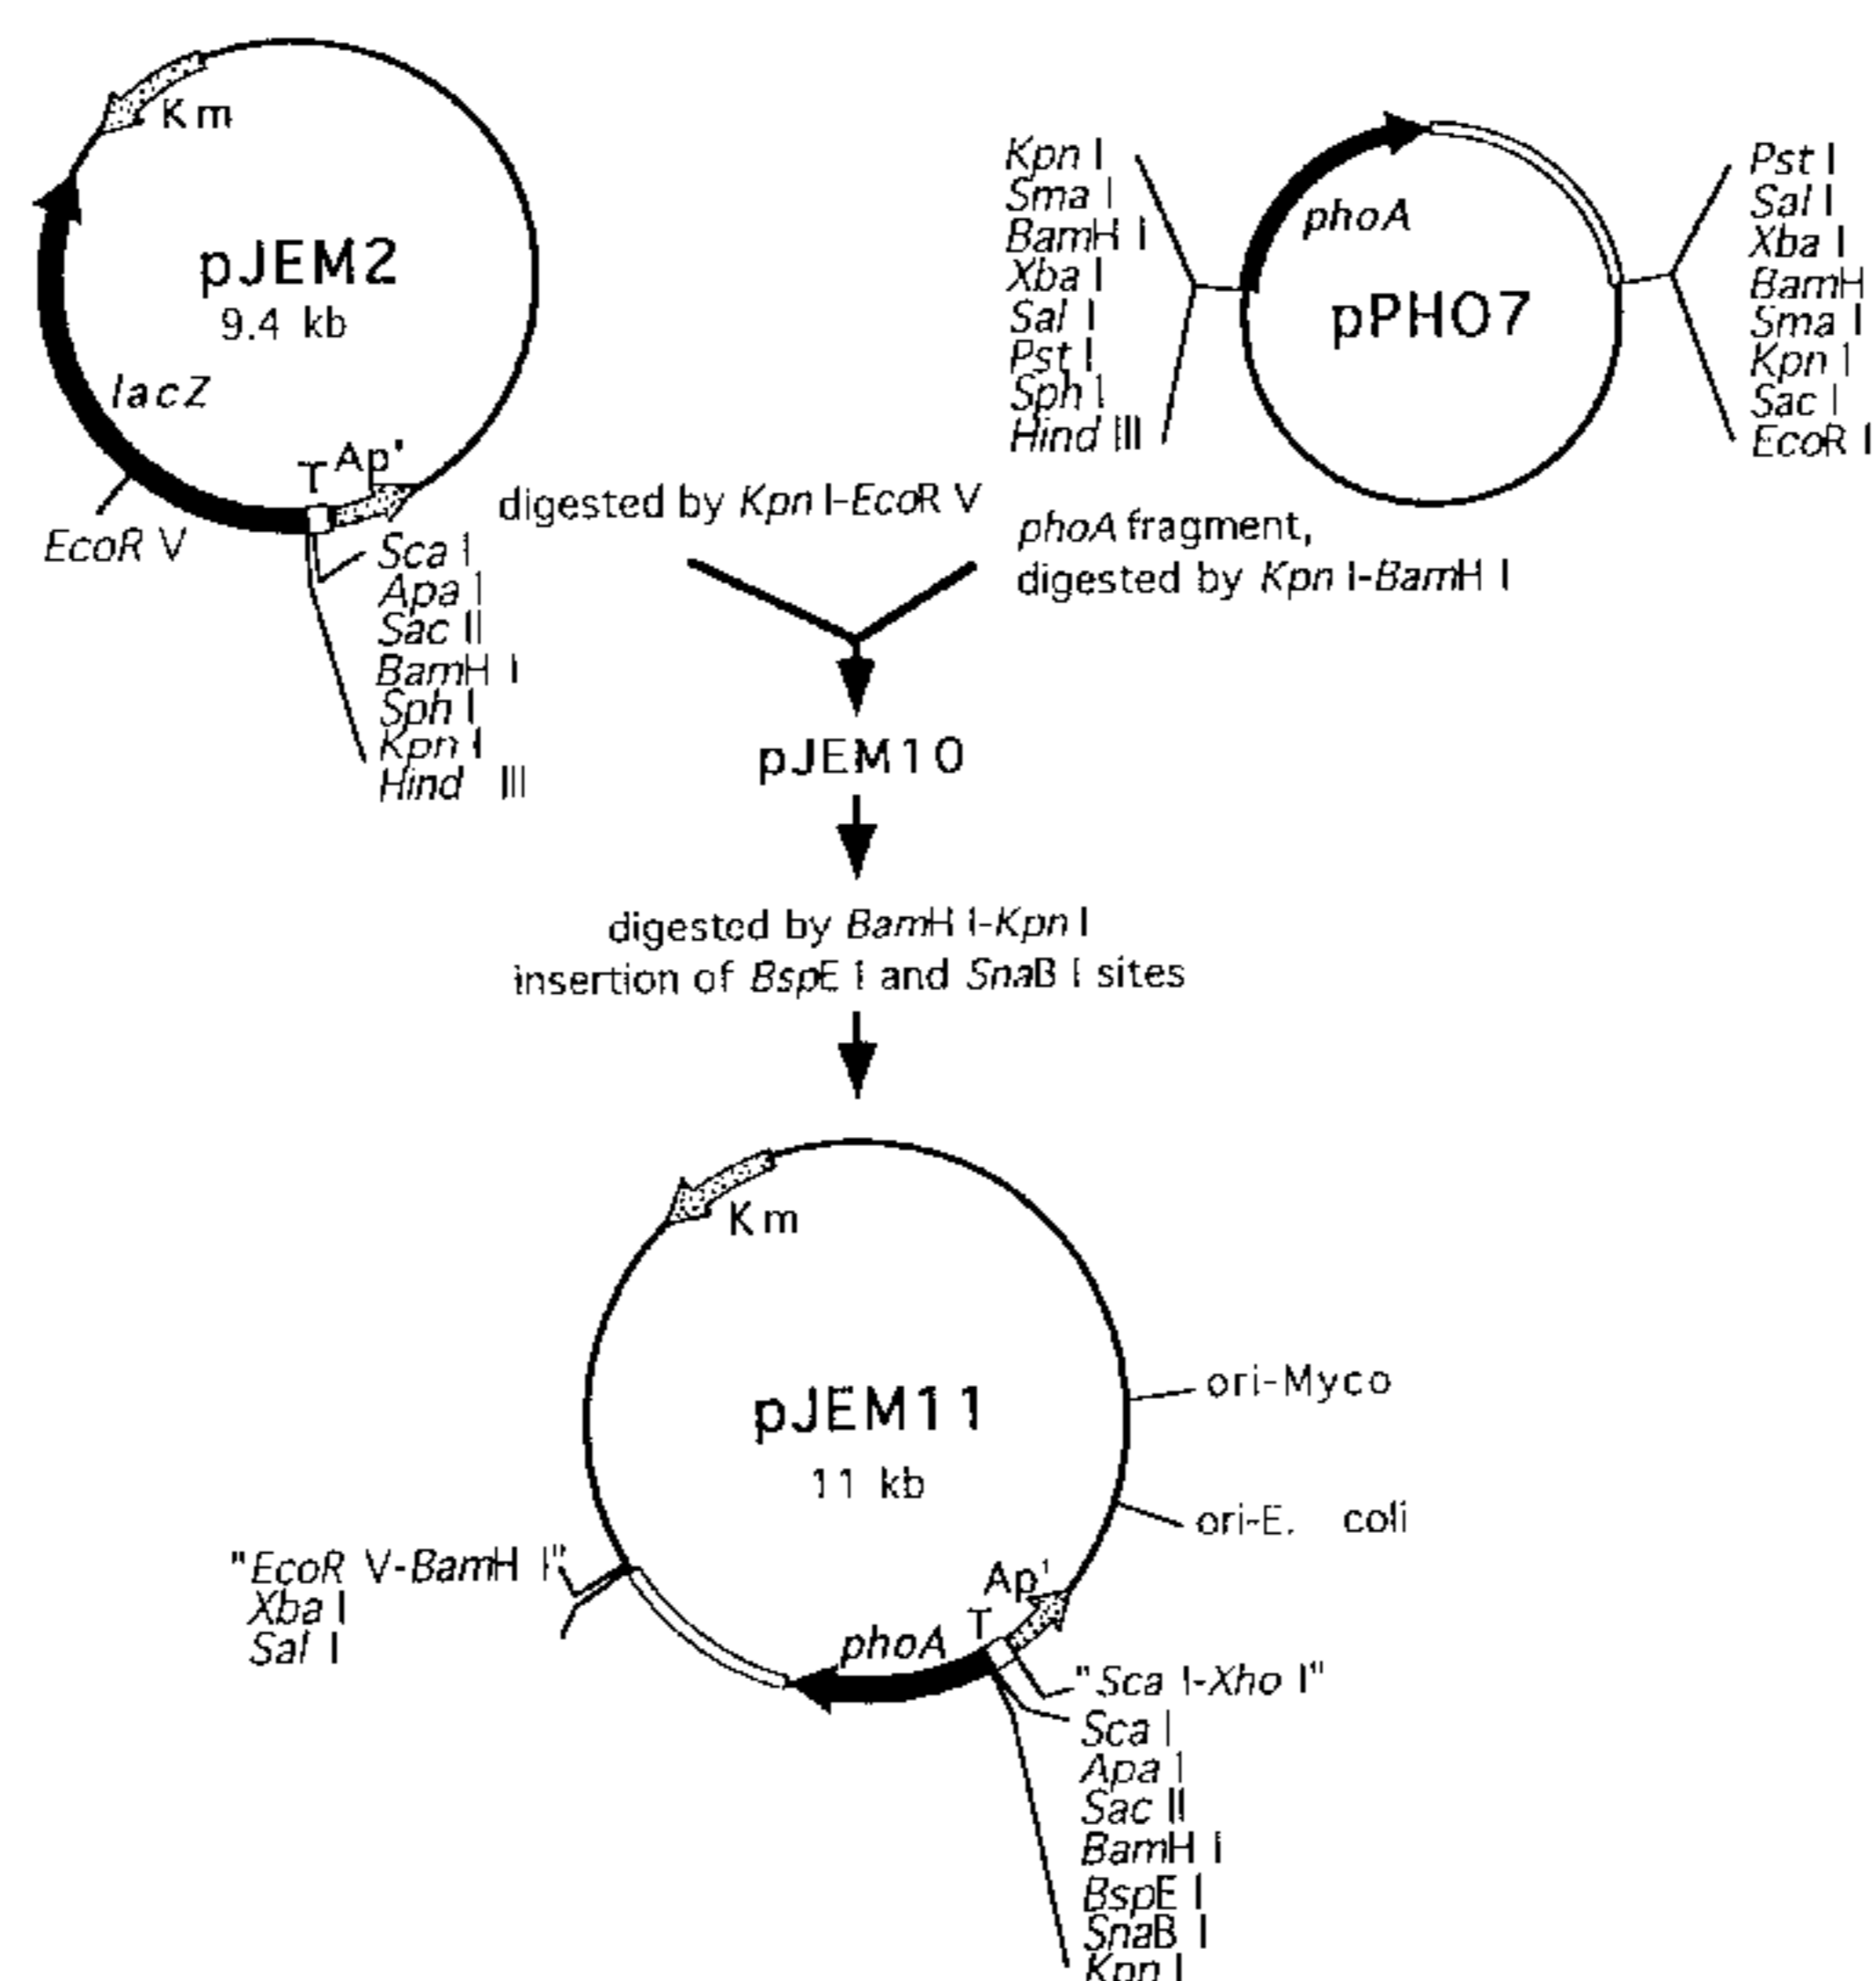 Km
pJEM2
9.4 kb
lacZ
T Ap'
EcoR V
Sca I
Apa I
Sac II
BamH I
Sph I
Kpn I
Hind III
Kpn I
Sma I
BamH I
Xba I
Sal I
Pst I
Sph I
Hind III
phoA
pPHO7
Pst I
Sal I
Xba I
BamH
Sma I
Kpn I
Sac I
EcoR I
digested by Kpn I-EcoR V
phoA fragment,
digested by Kpn I-BamH I
pJEM10
digested by BamH I-Kpn I
insertion of BspE I and SnaB I sites
Km
pJEM11
11 kb
ori-Myco
ori-E. coli
"EcoR V-BamH I"
Xba I
Sal I
phoA
T
Ap'
"Sca I-Xho I"
Sca I
Apa I
Sac II
BamH I
BspE I
SnaB I
Kpn I